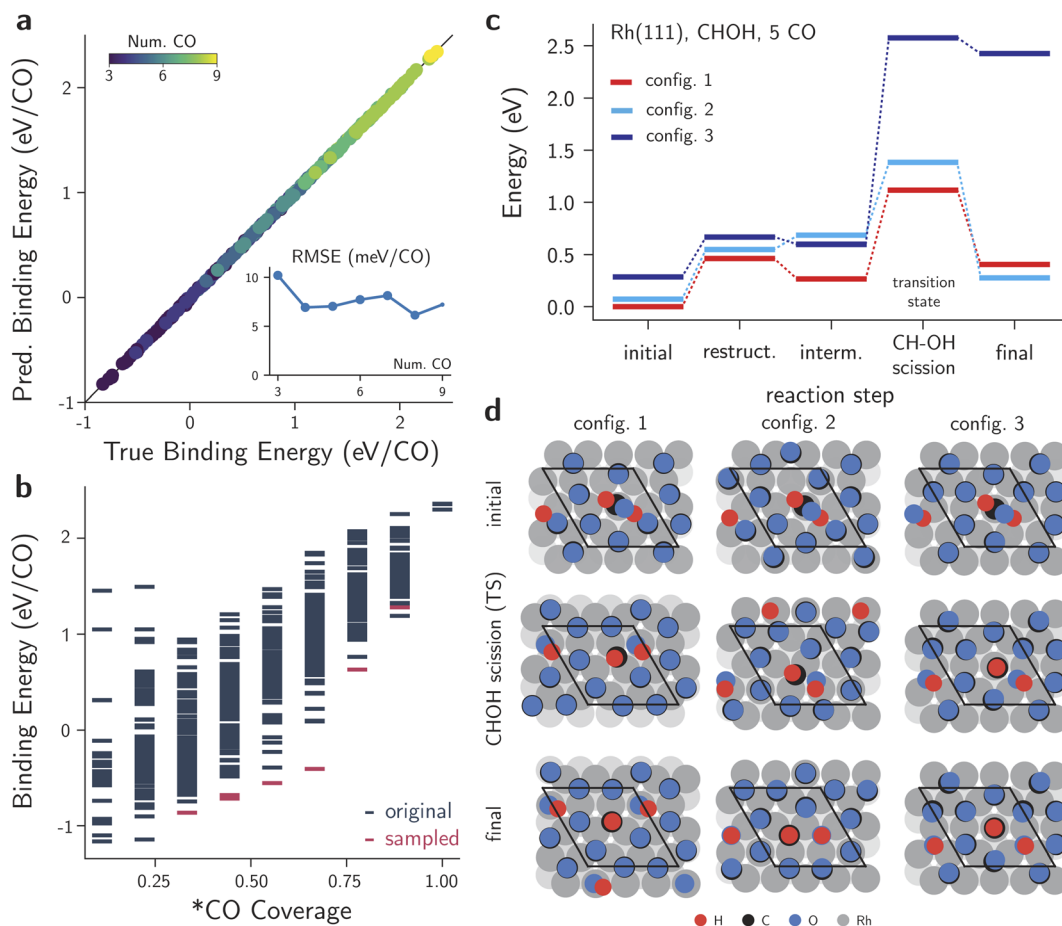 a
Num. CO
3
9
Pred. Binding Energy (eV/CO)
2
1
0
-1
-1
0
1
2
True Binding Energy (eV/CO)
RMSE (meV/CO)
10
5
0
Num. CO
3
6
9
b
Binding Energy (eV/CO)
2
1
0
-1
original
sampled
0.25
0.50
0.75
1.00
*CO Coverage
c
Rh(111), CHOH, 5 CO
config. 1
config. 2
config. 3
Energy (eV)
2.5
2.0
1.5
1.0
0.5
0.0
transition
state
initial
restruct.
interm.
CH-OH
scission
final
reaction step
d
config. 1
config. 2
config. 3
initial
CHOH scission (TS)
final
H
C
O
Rh